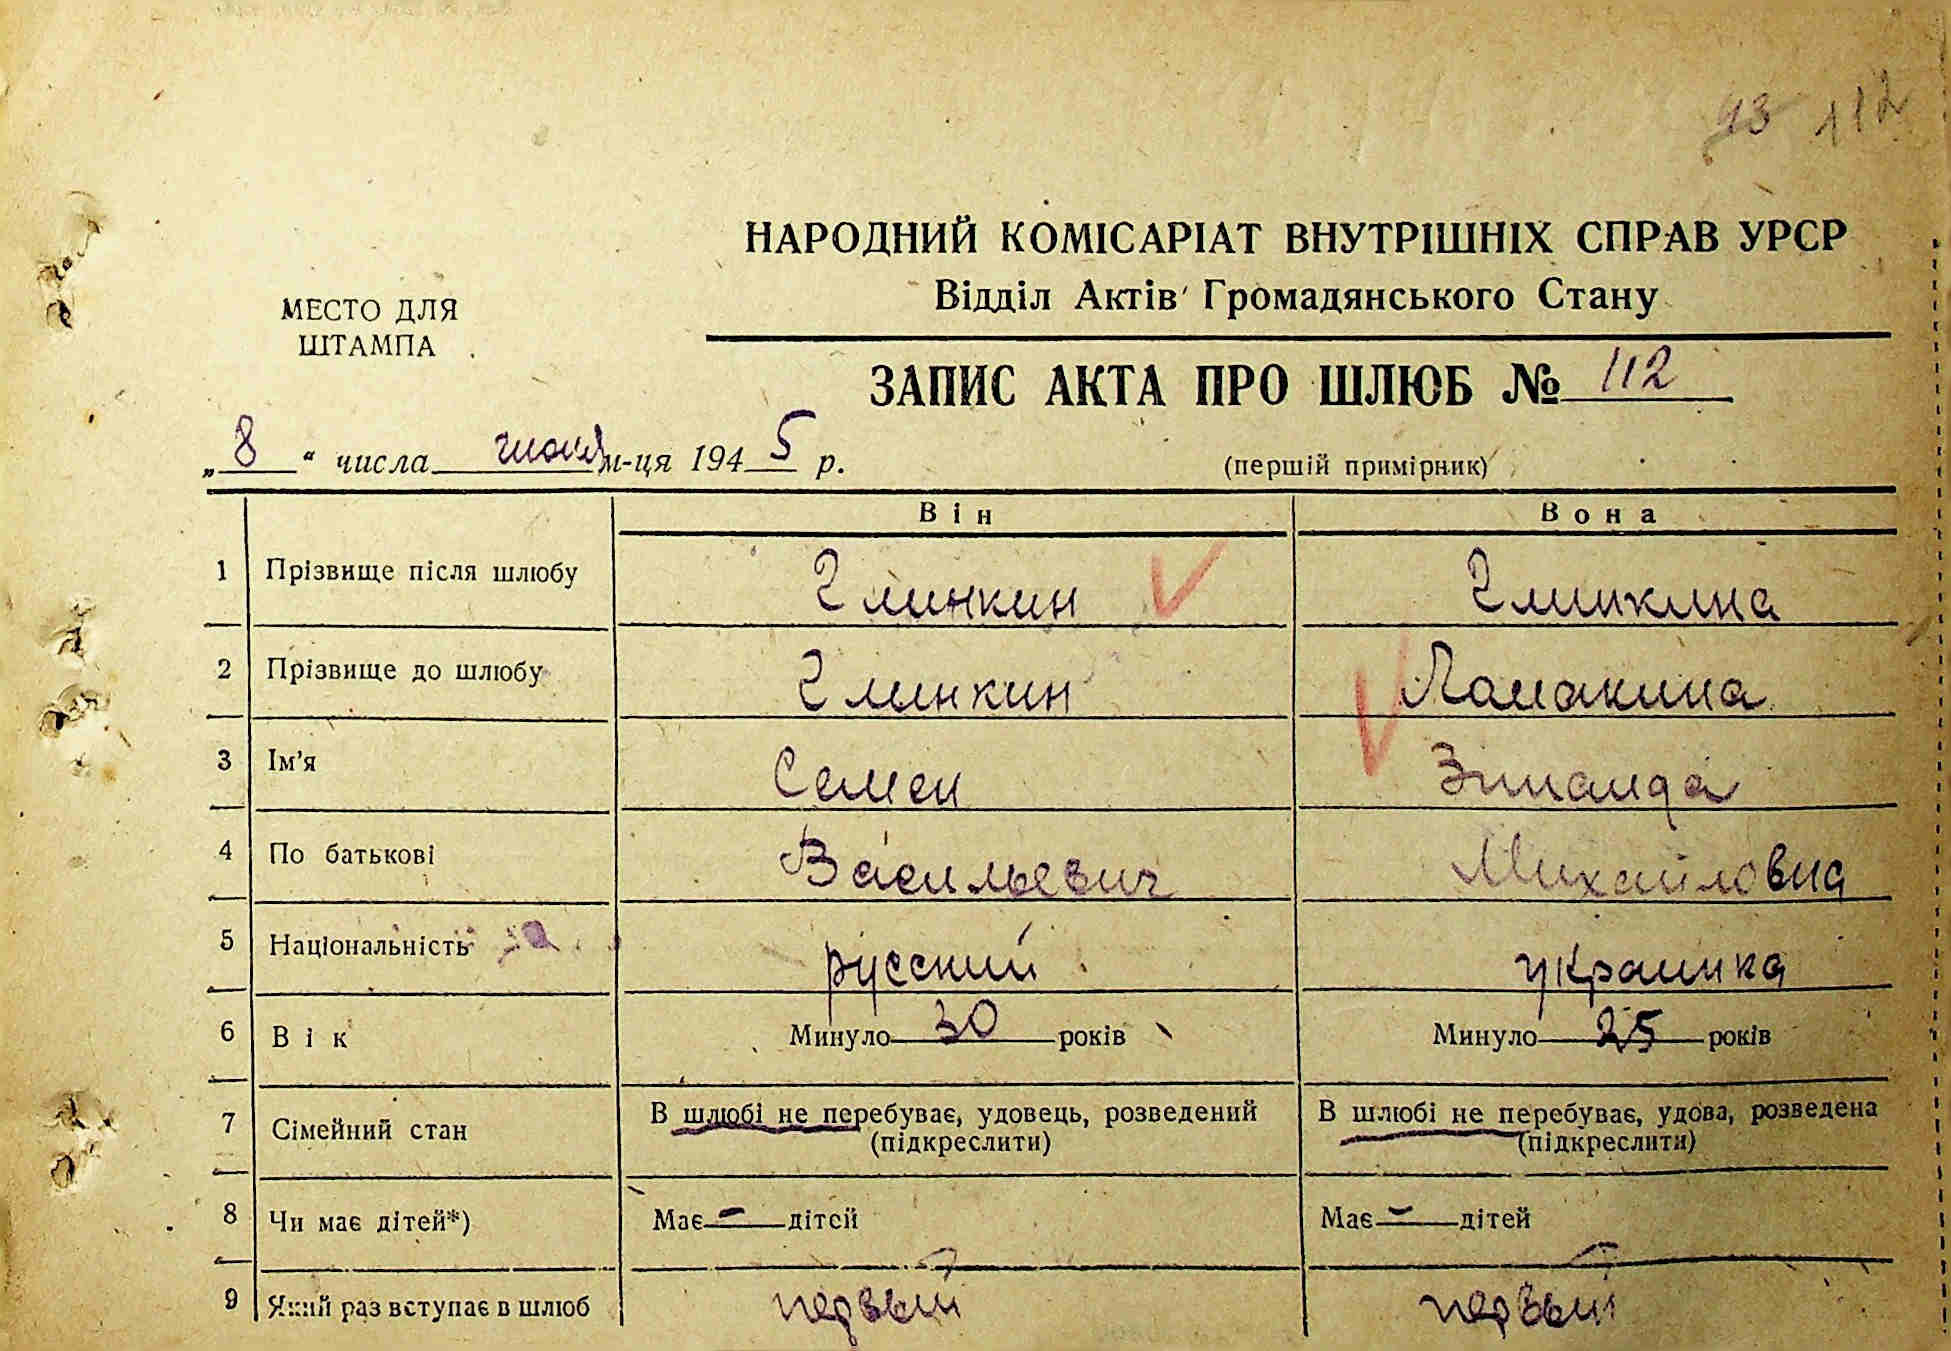 93 112
НАРОДНИЙ КОМІСАРІАТ ВНУТРІШНІХ СПРАВ УРСР
Відділ Актів Громадянського Стану
МЕСТО ДЛЯ
ШТАМПА
ЗАПИС АКТА ПРО ШЛЮБ № 112
„ 8 “ числа м-ця 1945 р.
(першій примірник)
Він Вона
1 Прізвище після шлюбу Глинкин Глинкина
2 Прізвище до шлюбу Глинкин Ломакина
3 Ім'я Семен Зинаида
4 По батькові Васильевич Михайловна
5 Національність русский украинка
6 Вік Минуло 30 років Минуло 25 років
7 Сімейний стан В шлюбі не перебуває, удовець, розведений В шлюбі не перебуває, удова, розведена
(підкреслити) (підкреслити)
8 Чи має дітей*) Має — дітей Має — дітей
9 Який раз вступає в шлюб первый первый